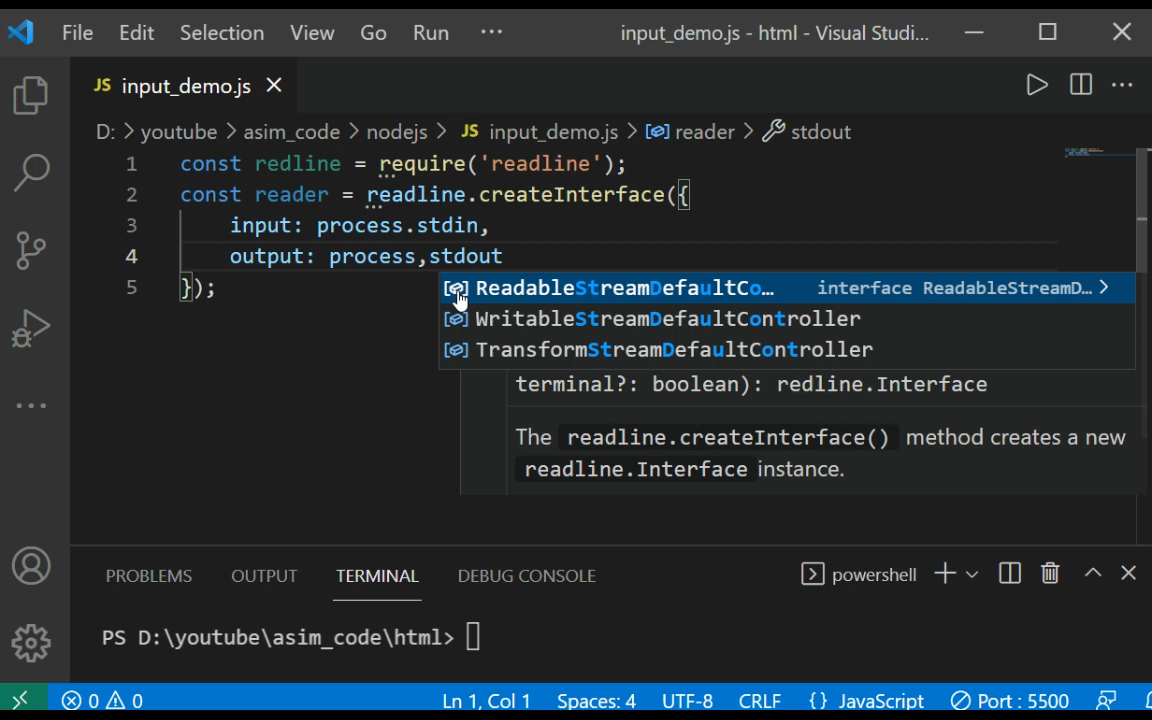 File Edit Selection View Go Run ··· input_demo.js - html - Visual Studi...
JS input_demo.js
D: > youtube > asim_code > nodejs > JS input_demo.js > reader > stdout
1 const redline = require('readline');
2 const reader = readline.createInterface({
3 input: process.stdin,
4 output: process,stdout
5 });
ReadableStreamDefaultCo... interface ReadableStreamD... >
WritableStreamDefaultController
TransformStreamDefaultController
terminal?: boolean): redline.Interface
The readline.createInterface() method creates a new
readline.Interface instance.
PROBLEMS OUTPUT TERMINAL DEBUG CONSOLE powershell
PS D:\youtube\asim_code\html>
0 0 Ln 1, Col 1 Spaces: 4 UTF-8 CRLF {} JavaScript Port : 5500